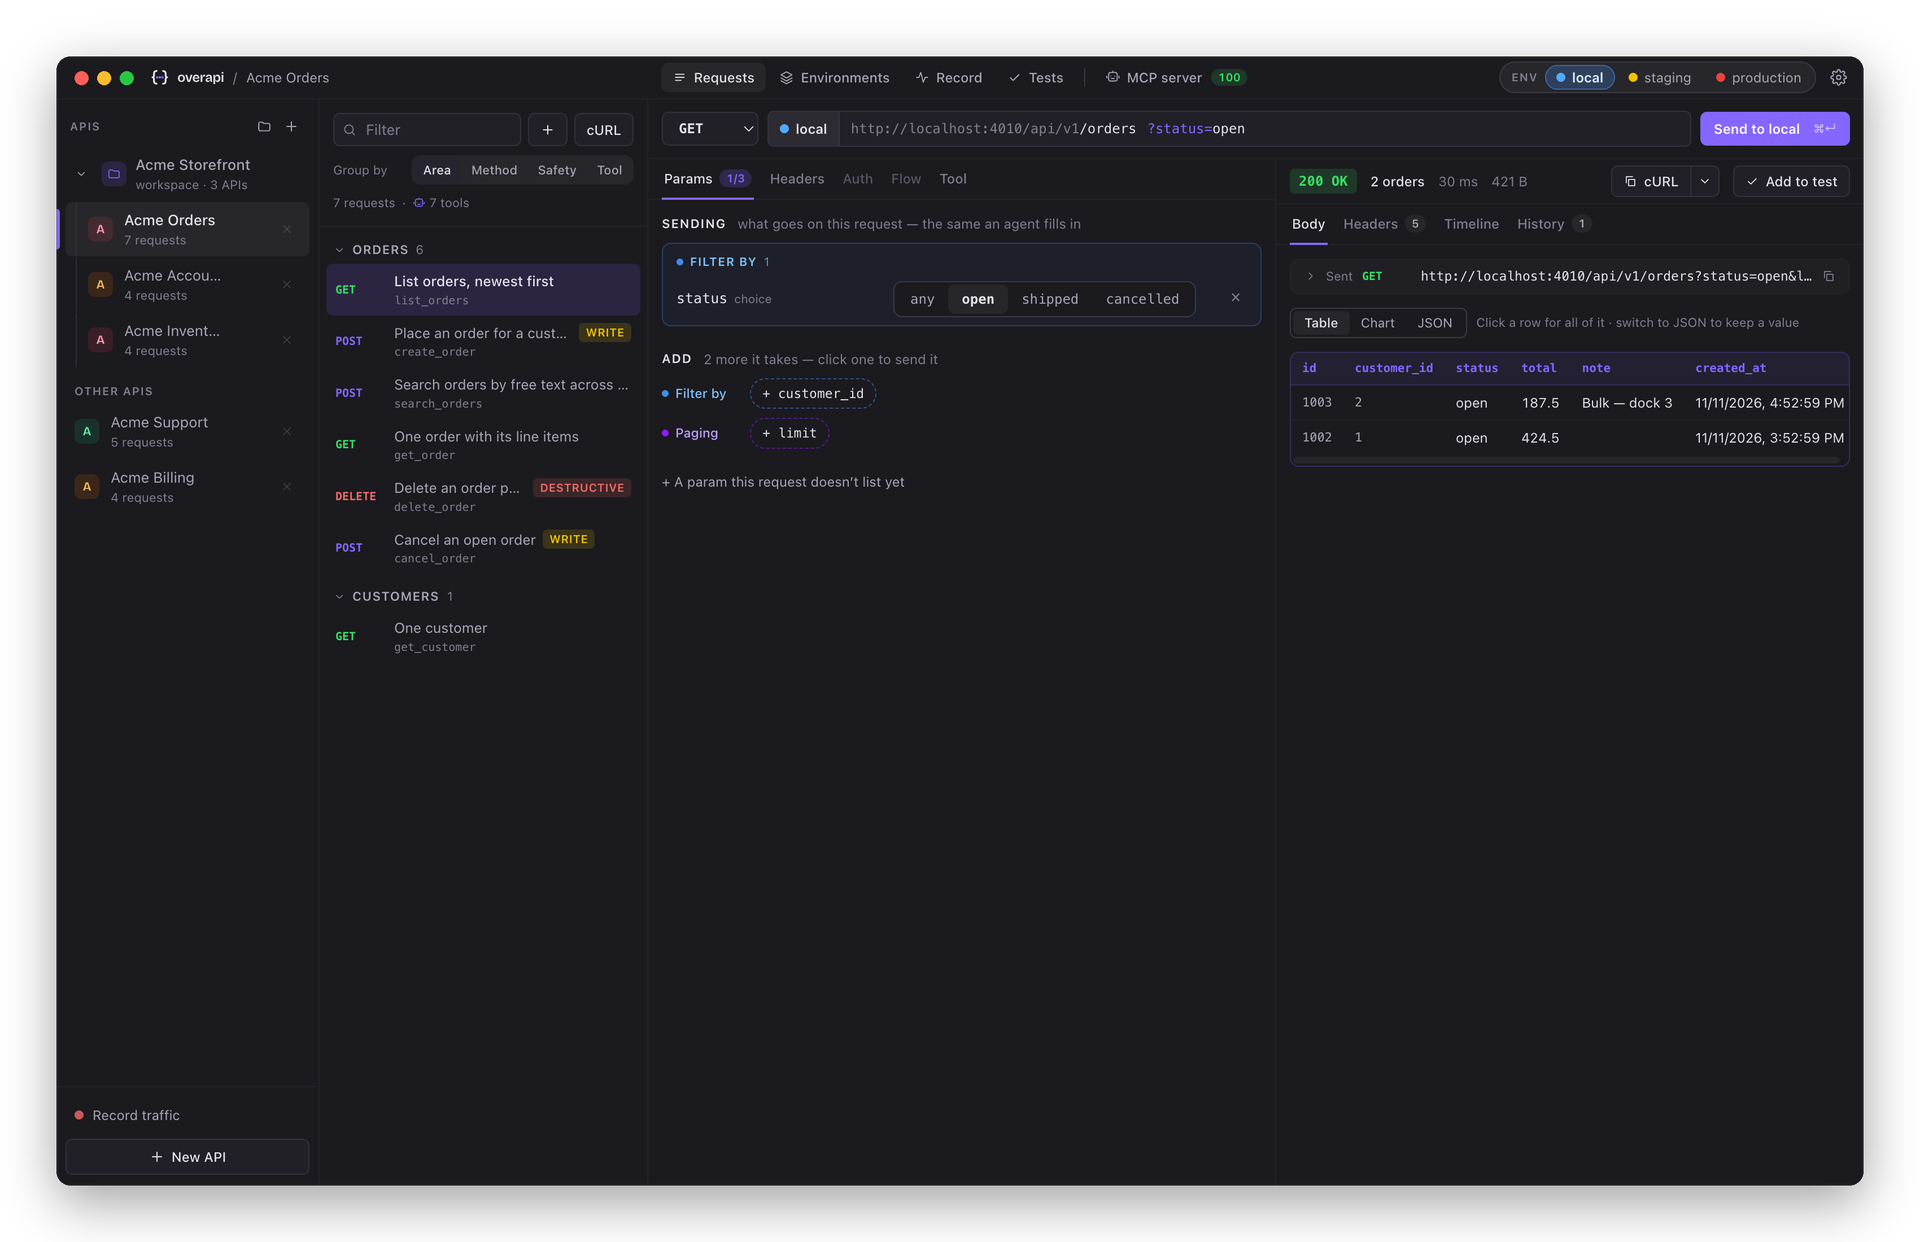 overapi / Acme Orders
Requests
Environments
Record
Tests
MCP server 100
ENV local staging production
APIS
Acme Storefront
workspace · 3 APIs
A Acme Orders
7 requests
A Acme Accou...
4 requests
A Acme Invent...
4 requests
OTHER APIS
A Acme Support
5 requests
A Acme Billing
4 requests
Record traffic
+ New API
Filter
+ cURL
Group by Area Method Safety Tool
7 requests · 7 tools
ORDERS 6
GET List orders, newest first
list_orders
POST Place an order for a cust... WRITE
create_order
POST Search orders by free text across ...
search_orders
GET One order with its line items
get_order
DELETE Delete an order p... DESTRUCTIVE
delete_order
POST Cancel an open order WRITE
cancel_order
CUSTOMERS 1
GET One customer
get_customer
GET local http://localhost:4010/api/v1/orders ?status=open
Send to local ⌘↵
Params 1/3 Headers Auth Flow Tool
SENDING what goes on this request — the same an agent fills in
FILTER BY 1
status choice any open shipped cancelled
ADD 2 more it takes — click one to send it
Filter by + customer_id
Paging + limit
+ A param this request doesn’t list yet
200 OK 2 orders 30 ms 421 B
cURL
Add to test
Body Headers 5 Timeline History 1
Sent GET http://localhost:4010/api/v1/orders?status=open&l...
Table Chart JSON Click a row for all of it · switch to JSON to keep a value
id customer_id status total note created_at
1003 2 open 187.5 Bulk — dock 3 11/11/2026, 4:52:59 PM
1002 1 open 424.5 11/11/2026, 3:52:59 PM